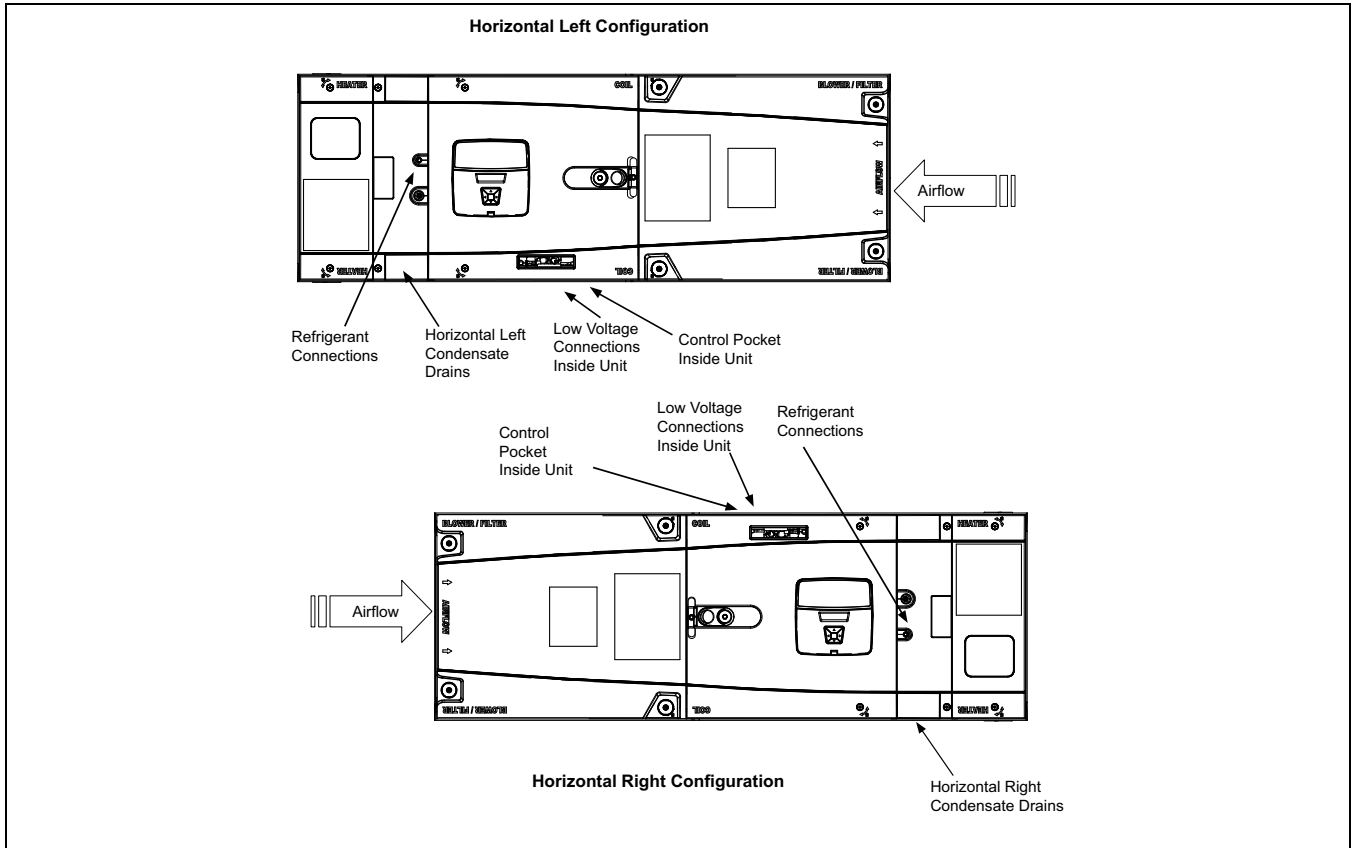 Horizontal Left Configuration
HEATER
COIL
BLOWER / FILTER
AIRFLOW
Airflow
HEATER
COIL
BLOWER / FILTER
Refrigerant
Connections
Horizontal Left
Condensate
Drains
Low Voltage
Connections
Inside Unit
Control Pocket
Inside Unit
Control
Pocket
Inside Unit
Low Voltage
Connections
Inside Unit
Refrigerant
Connections
BLOWER / FILTER
COIL
HEATER
Airflow
AIRFLOW
BLOWER / FILTER
COIL
HEATER
Horizontal Right Configuration
Horizontal Right
Condensate Drains